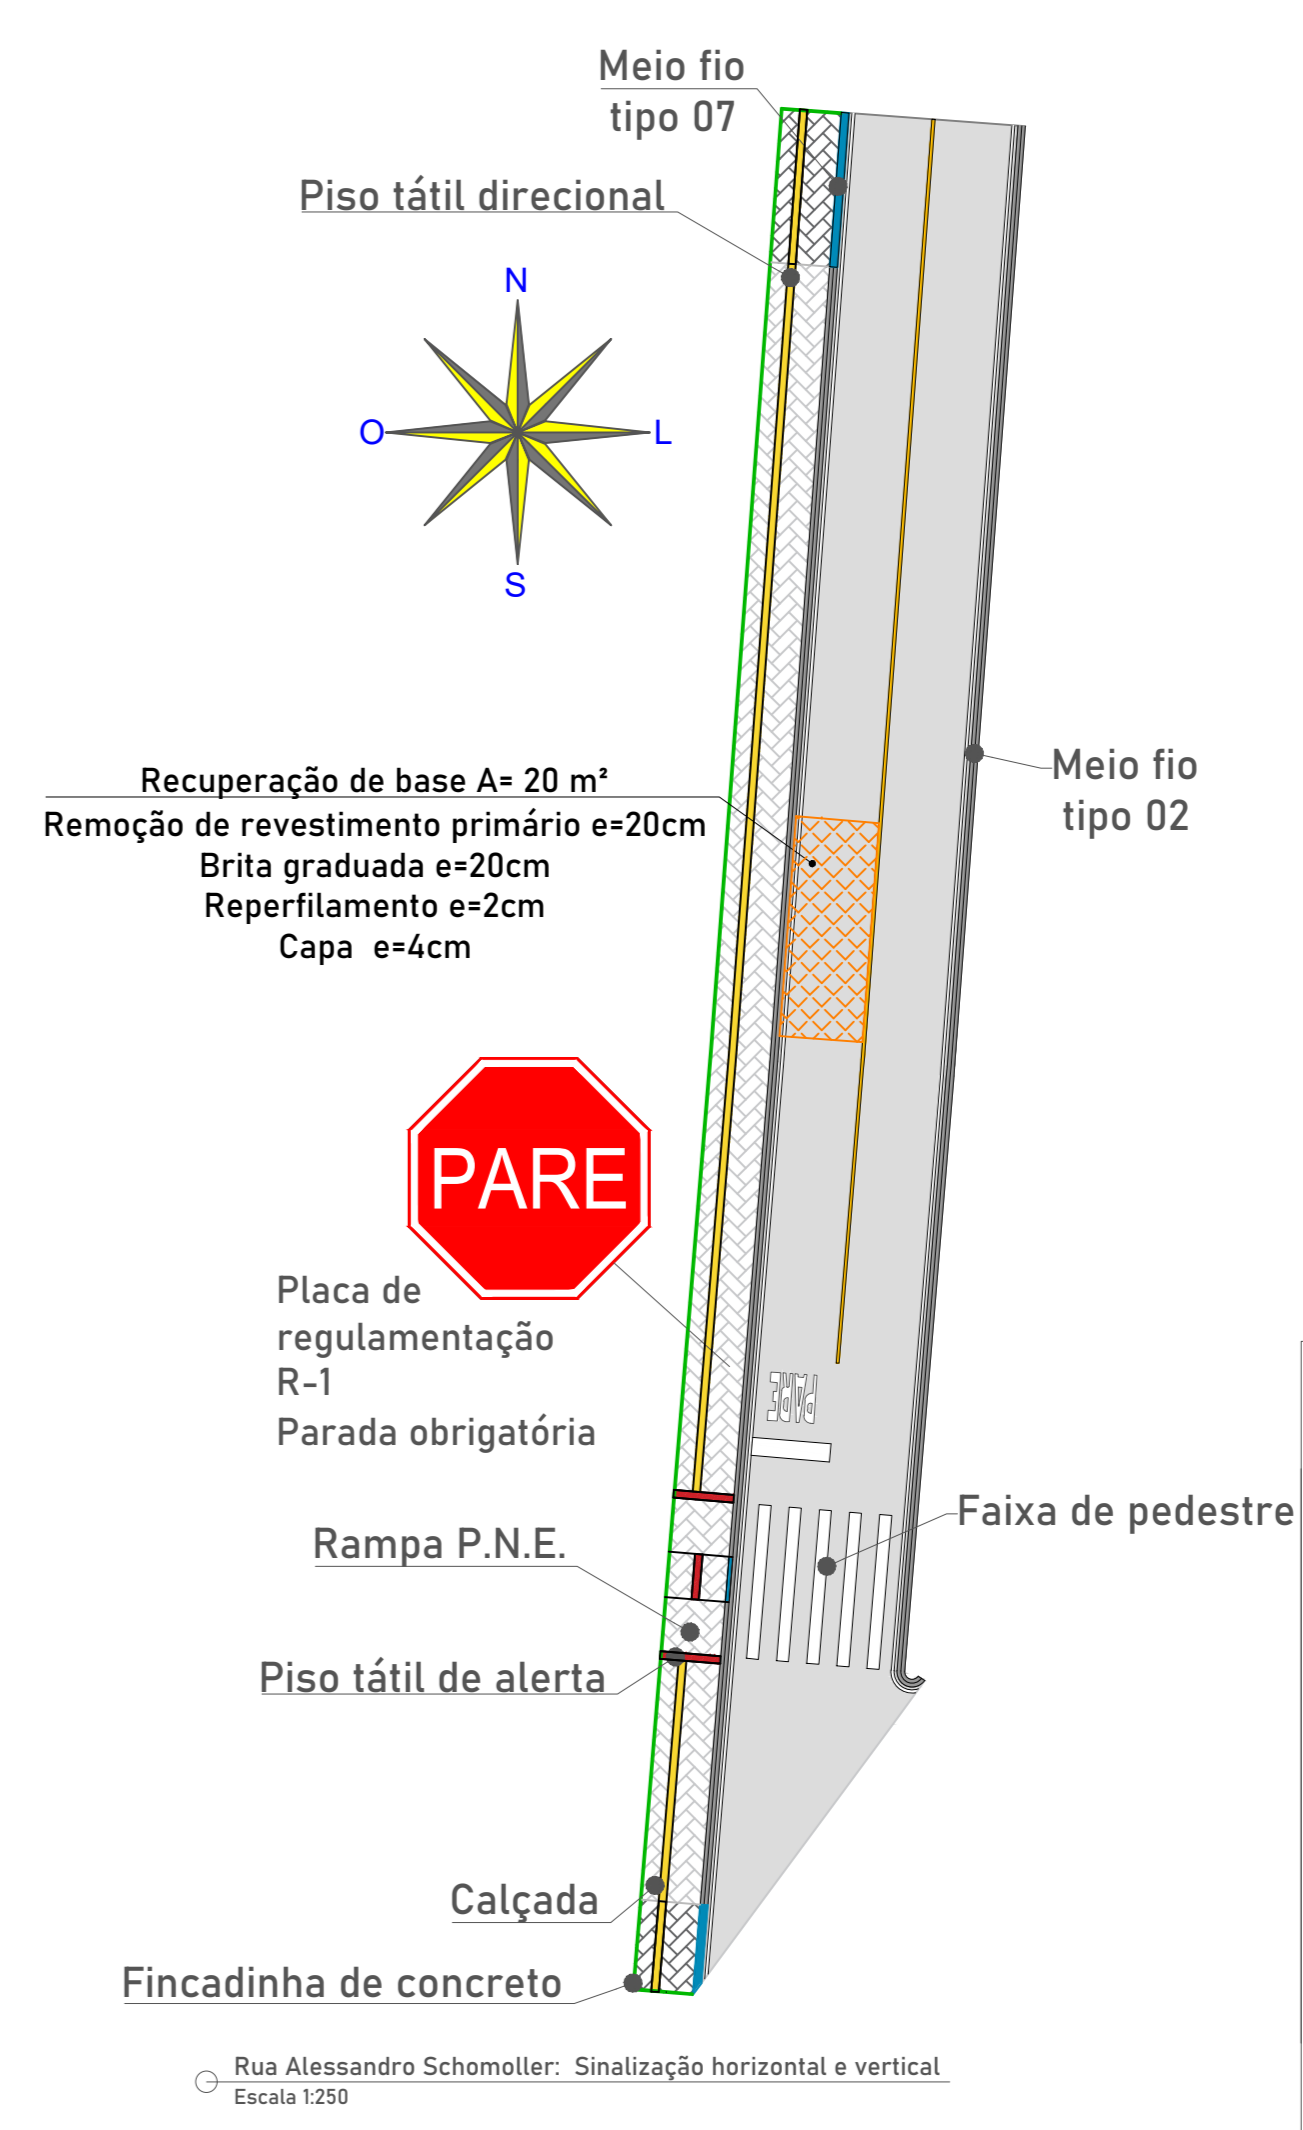 Meio fio
tipo 07
Piso tátil direcional
N
O
L
S
Meio fio
tipo 02
Recuperação de base A= 20 m²
Remoção de revestimento primário e=20cm
Brita graduada e=20cm
Reperfilamento e=2cm
Capa e=4cm
PARE
Placa de
regulamentação
R-1
Parada obrigatória
PARE
Faixa de pedestre
Rampa P.N.E.
Piso tátil de alerta
Calçada
Fincadinha de concreto
Rua Alessandro Schomoller: Sinalização horizontal e vertical
Escala 1:250